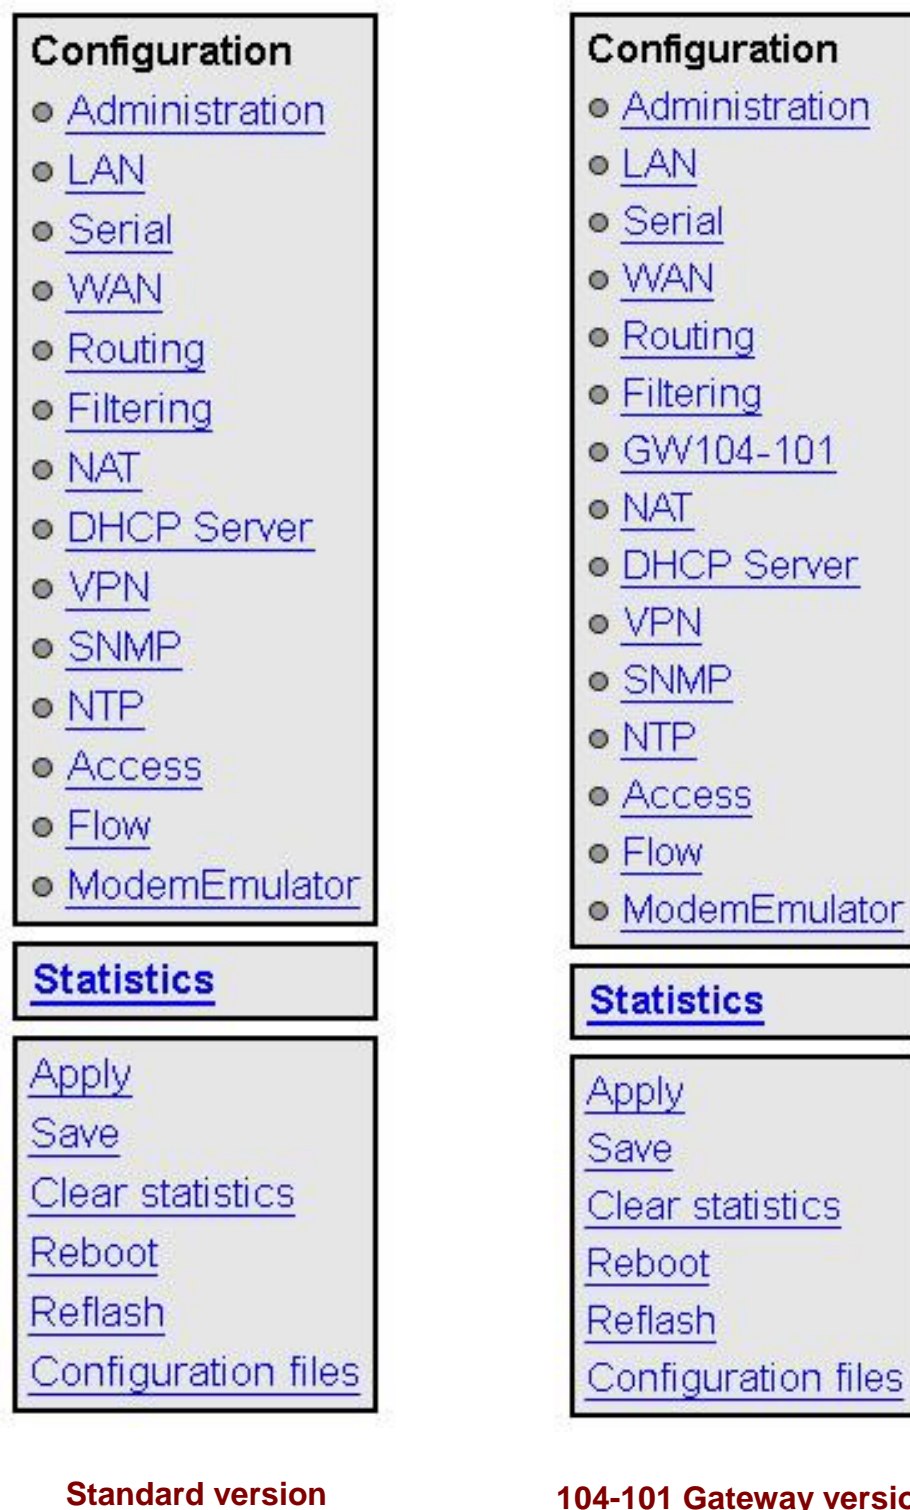 Configuration
Administration
LAN
Serial
WAN
Routing
Filtering
NAT
DHCP Server
VPN
SNMP
NTP
Access
Flow
ModemEmulator
Statistics
Apply
Save
Clear statistics
Reboot
Reflash
Configuration files
Standard version
Configuration
Administration
LAN
Serial
WAN
Routing
Filtering
GW104-101
NAT
DHCP Server
VPN
SNMP
NTP
Access
Flow
ModemEmulator
Statistics
Apply
Save
Clear statistics
Reboot
Reflash
Configuration files
104-101 Gateway versio